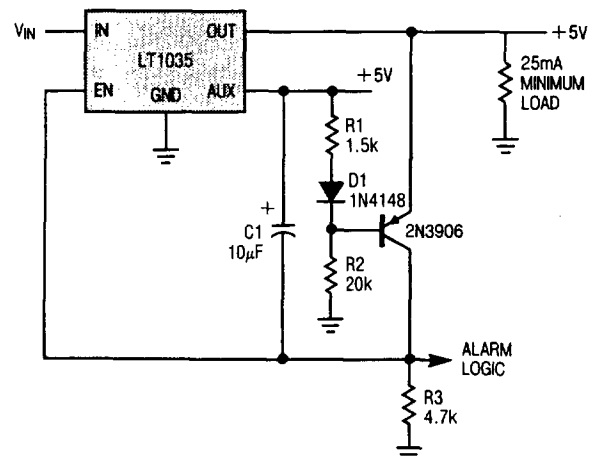 V_IN
IN
OUT
LT1035
EN
GND
AUX
+5V
25mA
MINIMUM
LOAD
+5V
R1
1.5k
D1
1N4148
+
C1
10μF
2N3906
R2
20k
ALARM
LOGIC
R3
4.7k